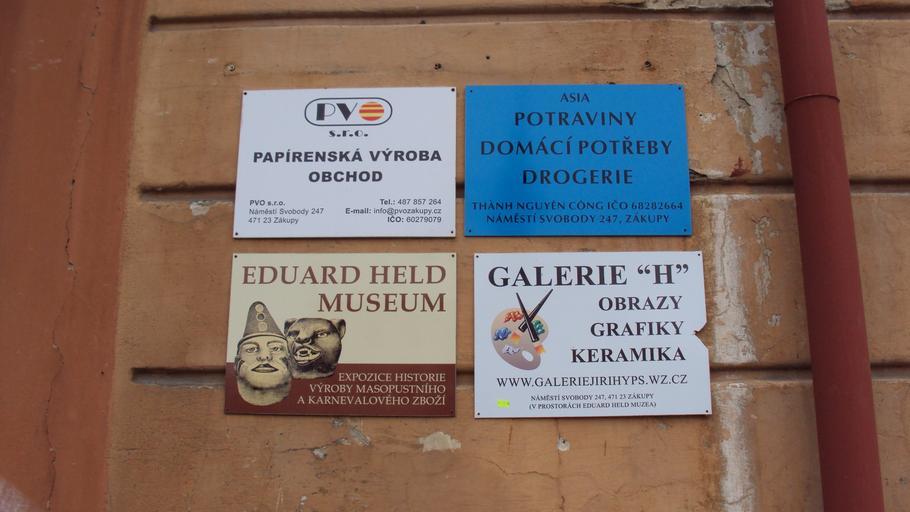 PVO
s.r.o.
PAPÍRENSKÁ VÝROBA
OBCHOD
PVO s.r.o.
Náměstí Svobody 247
471 23 Zákupy
Tel.: 487 857 264
E-mail: info@pvozakupy.cz
IČO: 60279079
ASIA
POTRAVINY
DOMÁCÍ POTŘEBY
DROGERIE
THANH NGUYÊN CÔNG IČO 68282664
NÁMĚSTÍ SVOBODY 247, ZÁKUPY
EDUARD HELD
MUSEUM
EXPOZICE HISTORIE
VÝROBY MASOPUSTNÍHO
A KARNEVALOVÉHO ZBOŽÍ
GALERIE “H”
OBRAZY
GRAFIKY
KERAMIKA
WWW.GALERIEJIRIHYPS.WZ.CZ
NÁMĚSTÍ SVOBODY 247, 471 23 ZÁKUPY
(V PROSTORÁCH EDUARD HELD MUZEA)